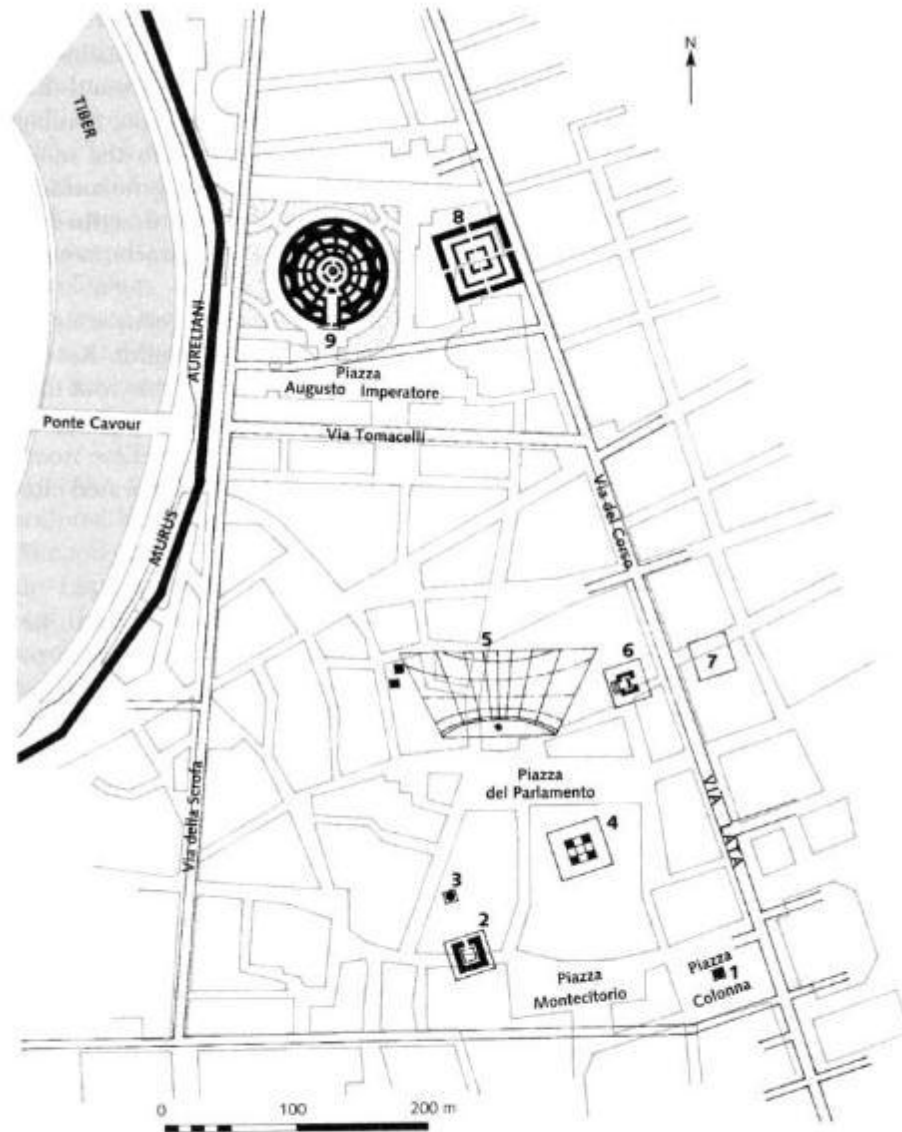 N
TIBER
8
AURELIANI
9
Piazza
Augusto Imperatore
Ponte Cavour
Via Tomacelli
Via del Corso
MURUS
5
6
7
Piazza
del Parlamento
VIA LATA
Via della Scrofa
4
3
2
Piazza
Montecitorio
Piazza
Colonna
1
0 100 200 m